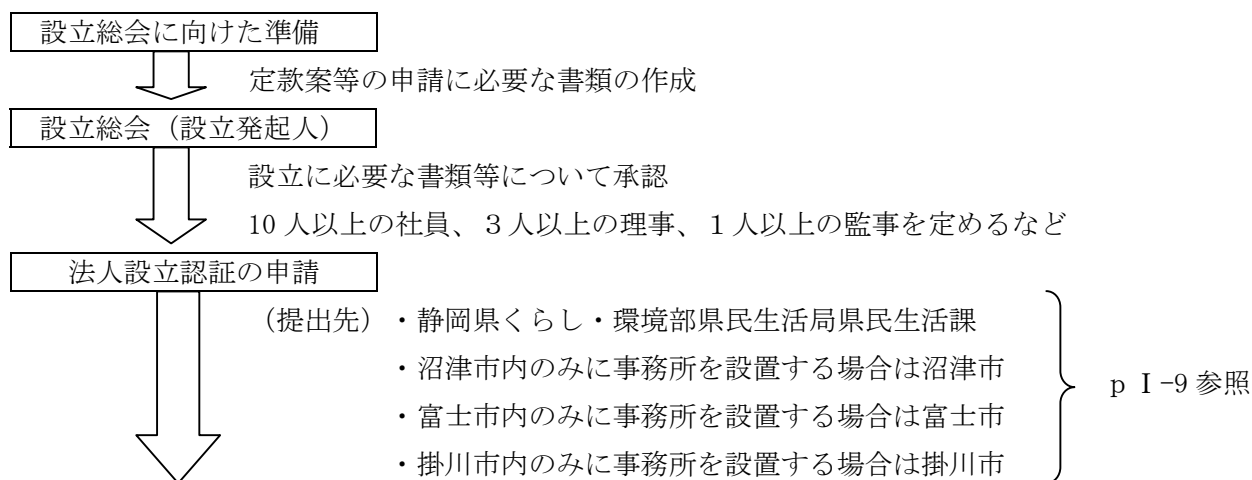 設立総会に向けた準備
定款案等の申請に必要な書類の作成
設立総会（設立発起人）
設立に必要な書類等について承認
10人以上の社員、３人以上の理事、１人以上の監事を定めるなど
法人設立認証の申請
（提出先）・静岡県くらし・環境部県民生活局県民生活課
・沼津市内のみに事務所を設置する場合は沼津市
p Ⅰ-9参照
・富士市内のみに事務所を設置する場合は富士市
・掛川市内のみに事務所を設置する場合は掛川市